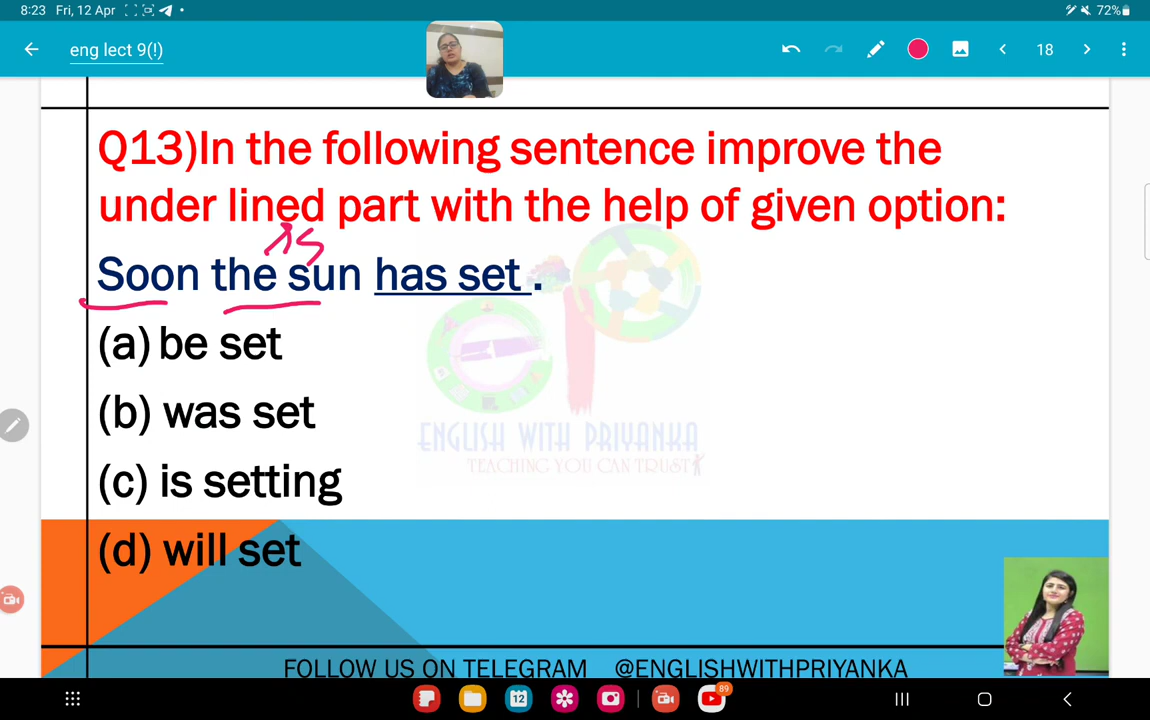 8:23 Fri, 12 Apr
72%
eng lect 9(!)
18
Q13)In the following sentence improve the
under lined part with the help of given option:
Soon the sun has set .
(a) be set
(b) was set
(c) is setting
(d) will set
ENGLISH WITH PRIYANKA
TEACHING YOU CAN TRUST
FOLLOW US ON TELEGRAM @ENGLISHWITHPRIYANKA
12
89